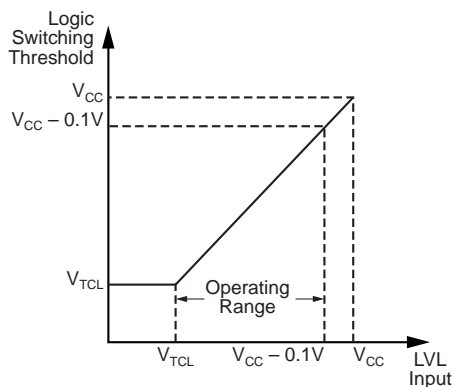 Logic
Switching
Threshold
V_CC
V_CC – 0.1V
V_TCL
Operating
Range
V_TCL
V_CC – 0.1V
V_CC
LVL
Input